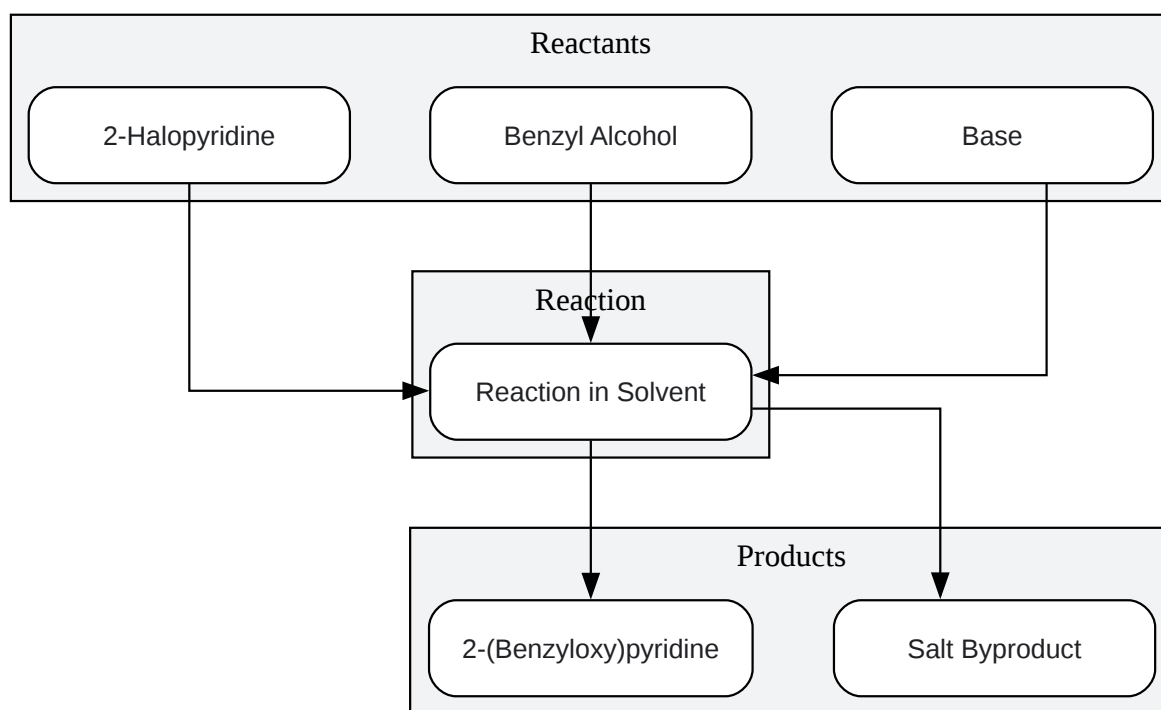 Reactants
2-Halopyridine
Benzyl Alcohol
Base
Reaction
Reaction in Solvent
Products
2-(Benzyloxy)pyridine
Salt Byproduct